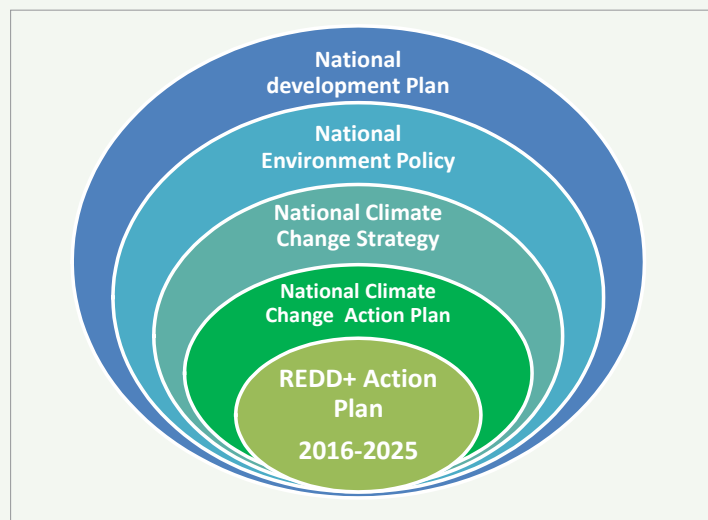 National
development Plan
National
Environment Policy
National Climate
Change Strategy
National Climate
Change Action Plan
REDD+ Action
Plan
2016-2025